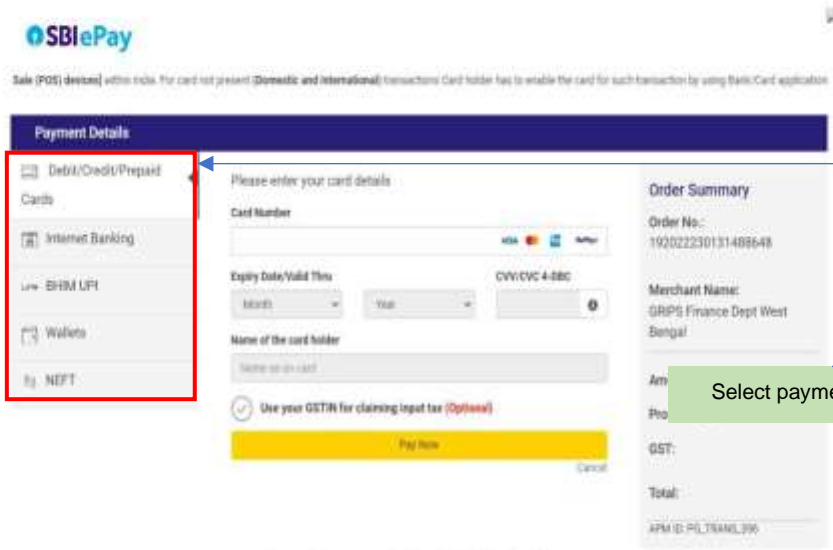 SBIePay
Sale (POS) devices] within India. For card not present (Domestic and International) transactions Card holder has to enable the card for such transaction by using Bank/Card application
Payment Details
Debit/Credit/Prepaid
Cards
Internet Banking
BHIM UPI
Wallets
NEFT
Please enter your card details
Card Number
VISA
Expiry Date/Valid Thru
CVV/CVC 4-DBC
Month
Year
Name of the card holder
Name as on card
Use your GSTIN for claiming input tax (Optional)
Pay Now
Cancel
Order Summary
Order No.:
192022230131488648
Merchant Name:
GRIPS Finance Dept West
Bengal
Am
Select payme
Pro
GST:
Total:
APM ID: PG_TRANS_396